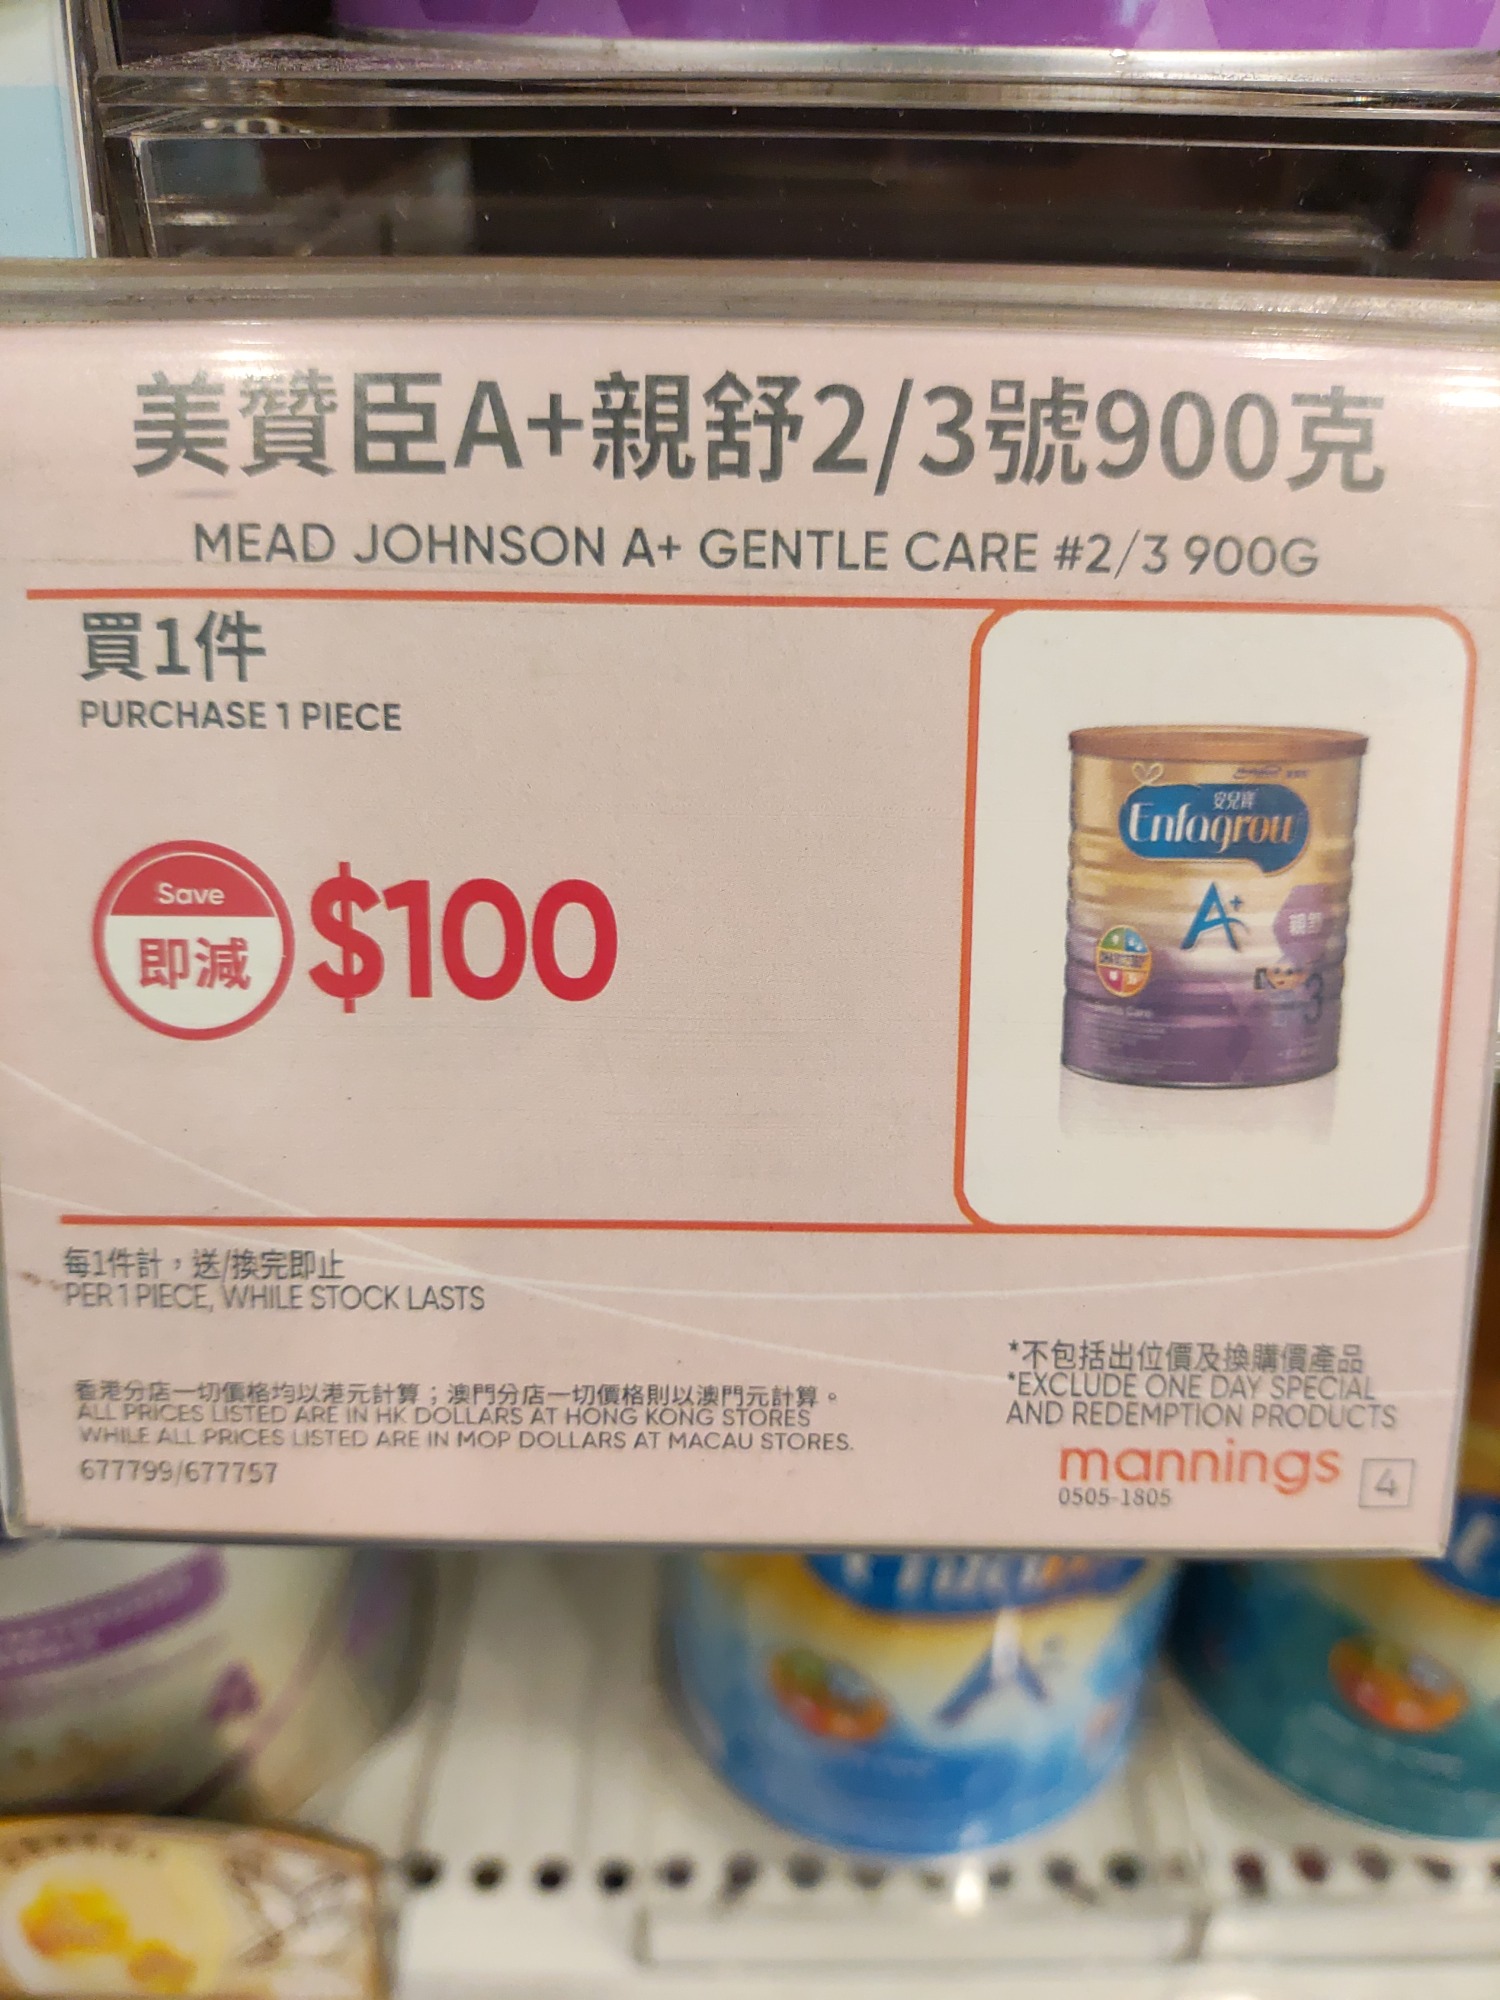 美贊臣A+親舒2/3號900克
MEAD JOHNSON A+ GENTLE CARE #2/3 900G
買1件
PURCHASE 1 PIECE
Save
即減
$100
安兒寶
Enfagrow
A+
親舒
3
每1件計，送/換完即止
PER 1 PIECE, WHILE STOCK LASTS
香港分店一切價格均以港元計算；澳門分店一切價格則以澳門元計算。
ALL PRICES LISTED ARE IN HK DOLLARS AT HONG KONG STORES
WHILE ALL PRICES LISTED ARE IN MOP DOLLARS AT MACAU STORES.
677799/677757
*不包括出位價及換購價產品
*EXCLUDE ONE DAY SPECIAL
AND REDEMPTION PRODUCTS
mannings
0505-1805
4
A+
4